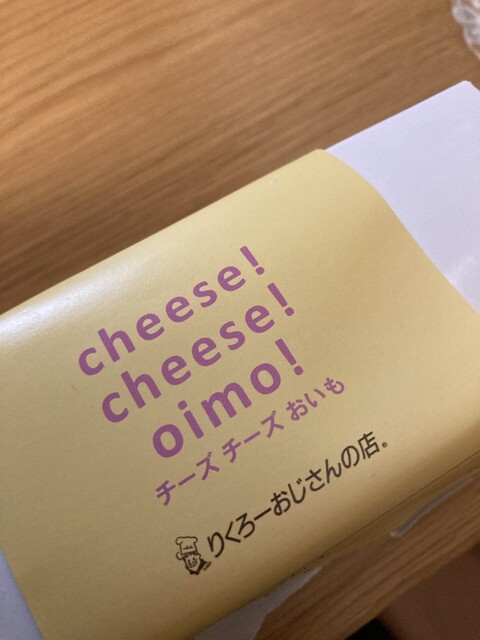 cheese!
cheese!
oimo!
チーズ チーズ おいも
りくろーおじさんの店®